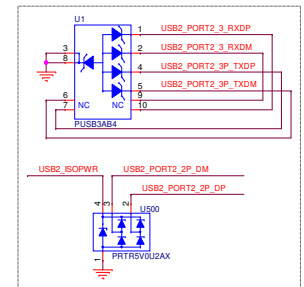 U1
3
8
1
USB2_PORT2_3_RXDP
2
USB2_PORT2_3_RXDM
4
USB2_PORT2_3P_TXDP
5
USB2_PORT2_3P_TXDM
6
7
NC
NC
9
10
PUSB3AB4
USB2_ISOPWR
USB2_PORT2_2P_DM
USB2_PORT2_2P_DP
4
3
2
U500
1
PRTR5V0U2AX